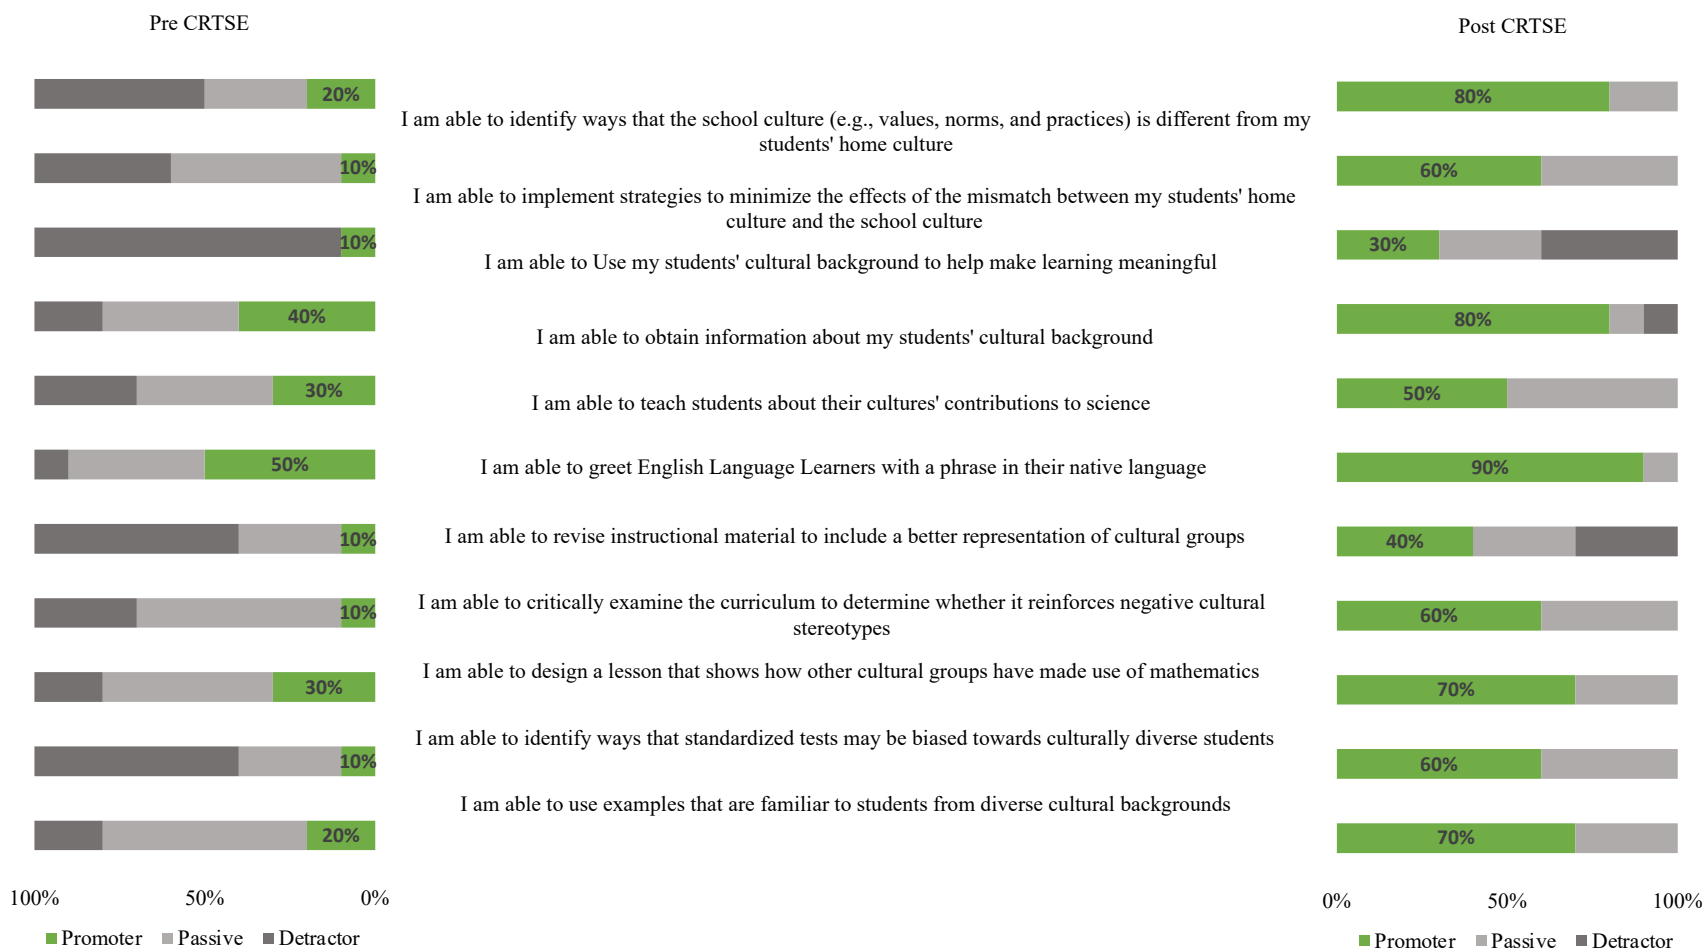 Pre CRTSE
Post CRTSE
20%
80%
I am able to identify ways that the school culture (e.g., values, norms, and practices) is different from my
students' home culture
10%
60%
I am able to implement strategies to minimize the effects of the mismatch between my students' home
culture and the school culture
10%
30%
I am able to Use my students' cultural background to help make learning meaningful
40%
80%
I am able to obtain information about my students' cultural background
30%
50%
I am able to teach students about their cultures' contributions to science
50%
90%
I am able to greet English Language Learners with a phrase in their native language
10%
40%
I am able to revise instructional material to include a better representation of cultural groups
10%
60%
I am able to critically examine the curriculum to determine whether it reinforces negative cultural
stereotypes
30%
70%
I am able to design a lesson that shows how other cultural groups have made use of mathematics
10%
60%
I am able to identify ways that standardized tests may be biased towards culturally diverse students
20%
70%
I am able to use examples that are familiar to students from diverse cultural backgrounds
100% 50% 0%
0% 50% 100%
Promoter Passive Detractor
Promoter Passive Detractor